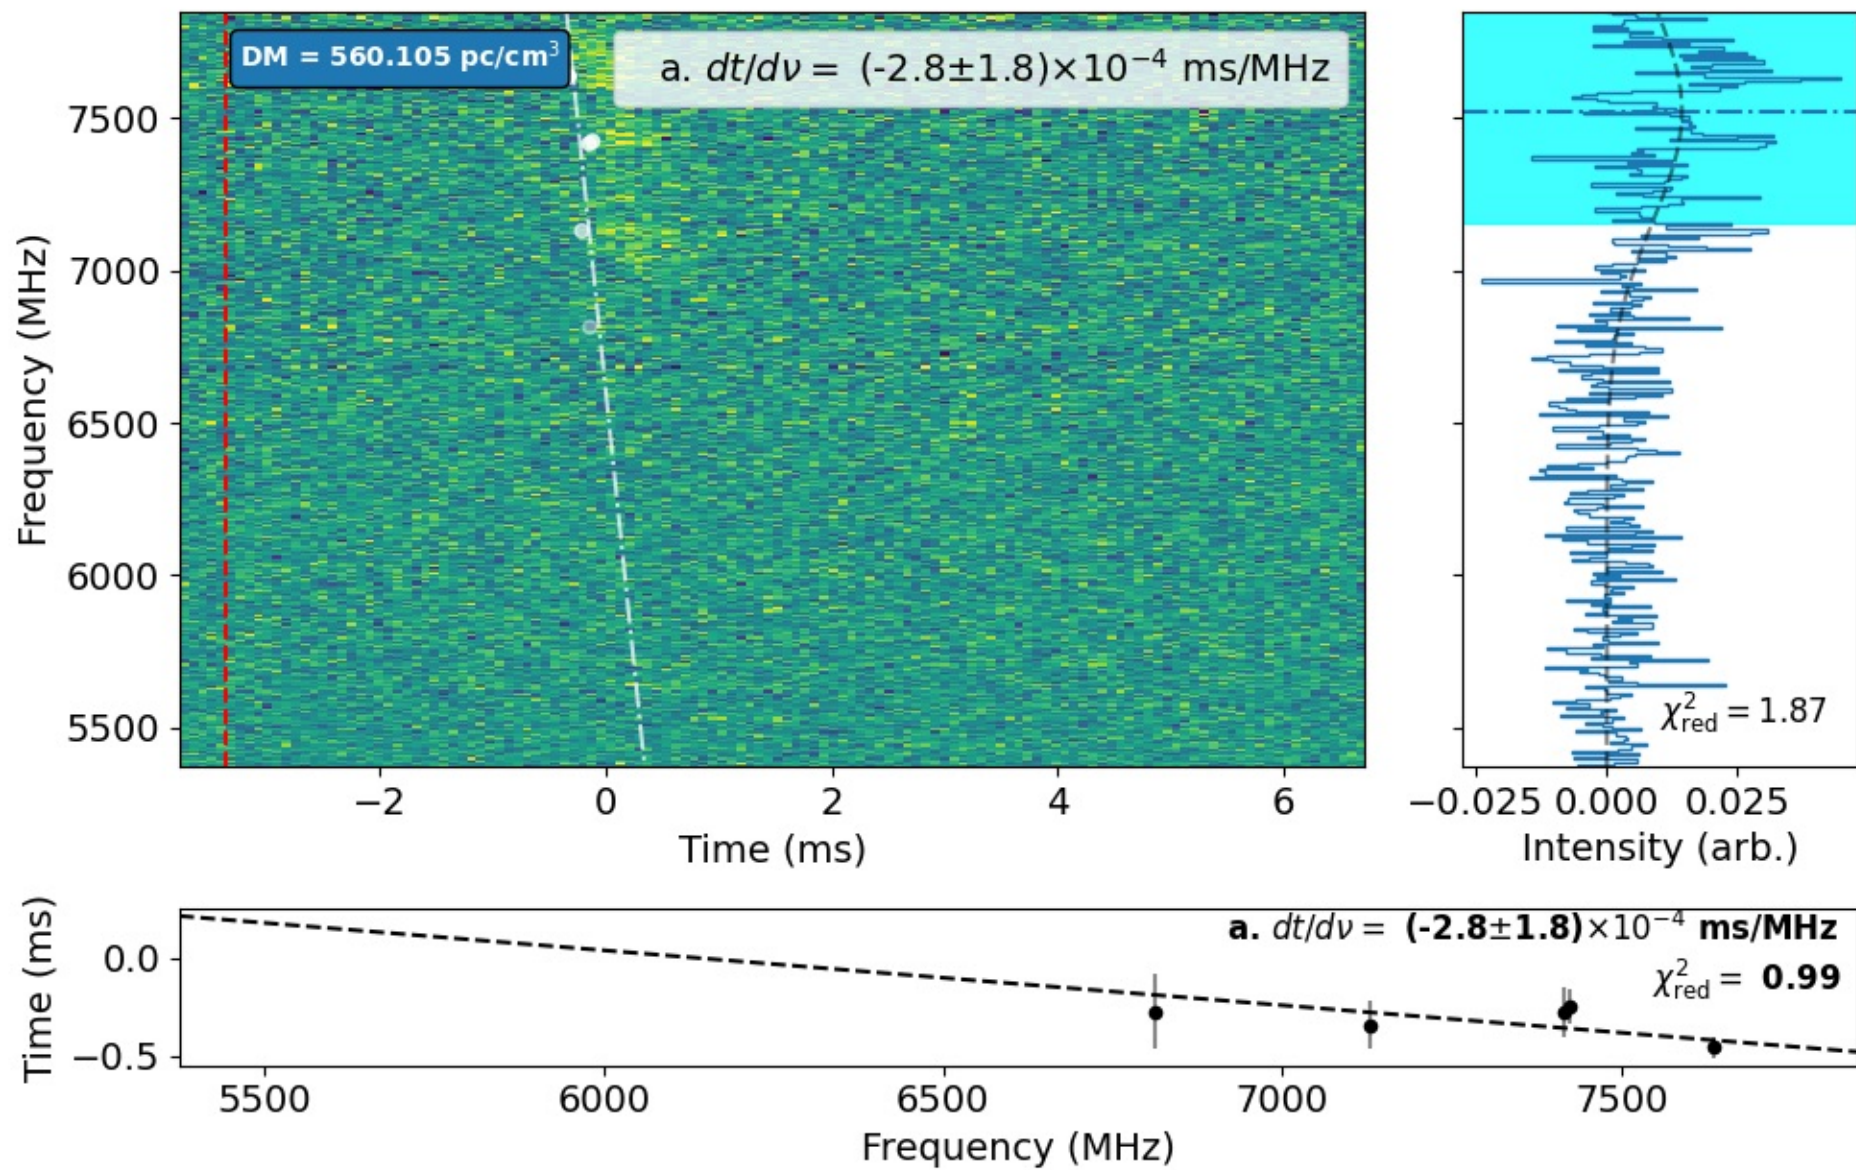 DM = 560.105 pc/cm³
a. dt/dν = (-2.8±1.8)×10⁻⁴ ms/MHz
7500
7000
6500
6000
5500
Frequency (MHz)
−2 0 2 4 6
Time (ms)
χ²red = 1.87
−0.025 0.000 0.025
Intensity (arb.)
a. dt/dν = (-2.8±1.8)×10⁻⁴ ms/MHz
χ²red = 0.99
0.0
−0.5
Time (ms)
5500 6000 6500 7000 7500
Frequency (MHz)